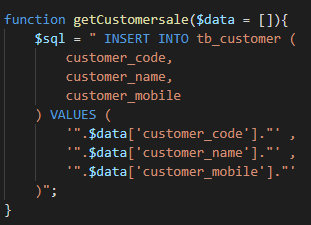 function getCustomersale($data = []){
$sql = " INSERT INTO tb_customer (
customer_code,
customer_name,
customer_mobile
) VALUES (
'".$data['customer_code']."' ,
'".$data['customer_name']."' ,
'".$data['customer_mobile']."'
)";
}